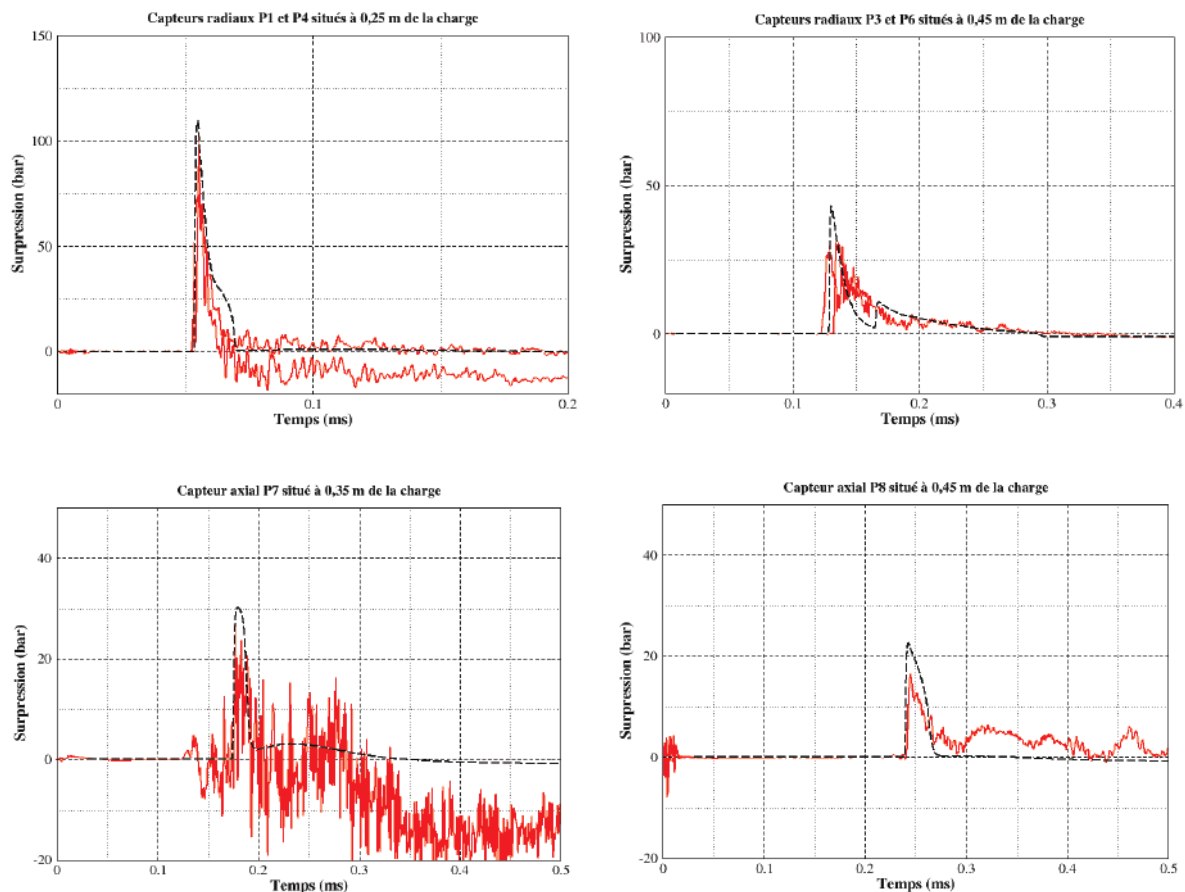 Capteurs radiaux P1 et P4 situés à 0,25 m de la charge
150
100
50
0
Surpression (bar)
0
0.1
0.2
Temps (ms)
Capteurs radiaux P3 et P6 situés à 0,45 m de la charge
100
50
0
Surpression (bar)
0
0.1
0.2
0.3
0.4
Temps (ms)
Capteur axial P7 situé à 0,35 m de la charge
40
20
0
-20
Surpression (bar)
0
0.1
0.2
0.3
0.4
0.5
Temps (ms)
Capteur axial P8 situé à 0,45 m de la charge
40
20
0
-20
Surpression (bar)
0
0.1
0.2
0.3
0.4
0.5
Temps (ms)